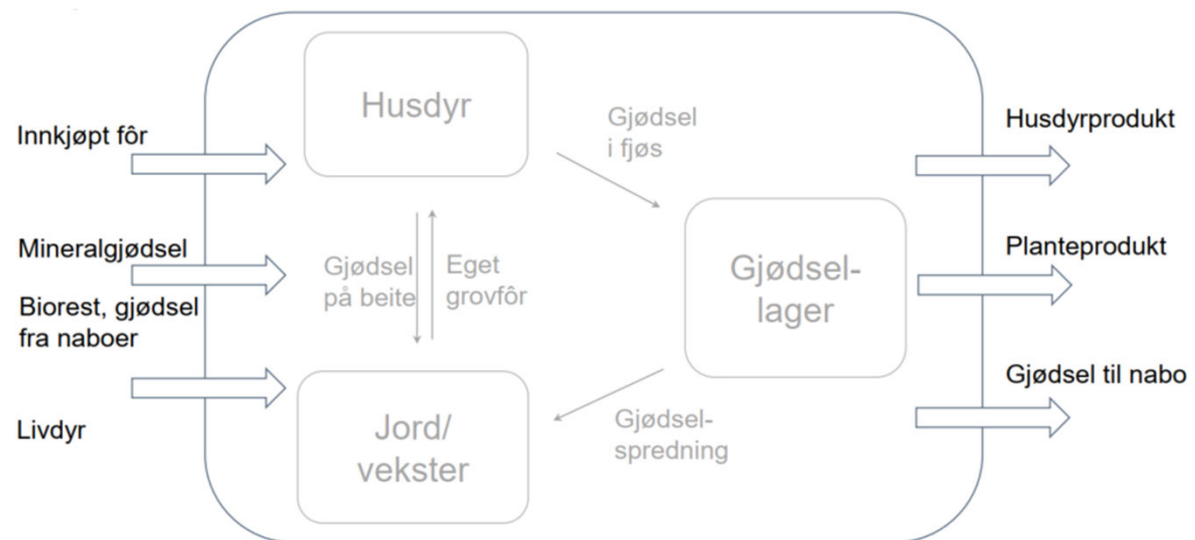 Innkjøpt fôr
Mineralgjødsel
Biorest, gjødsel
fra naboer
Livdyr
Husdyr
Gjødsel
i fjøs
Gjødsel
på beite
Eget
grovfôr
Gjødsel-
lager
Jord/
vekster
Gjødsel-
spredning
Husdyrprodukt
Planteprodukt
Gjødsel til nabo